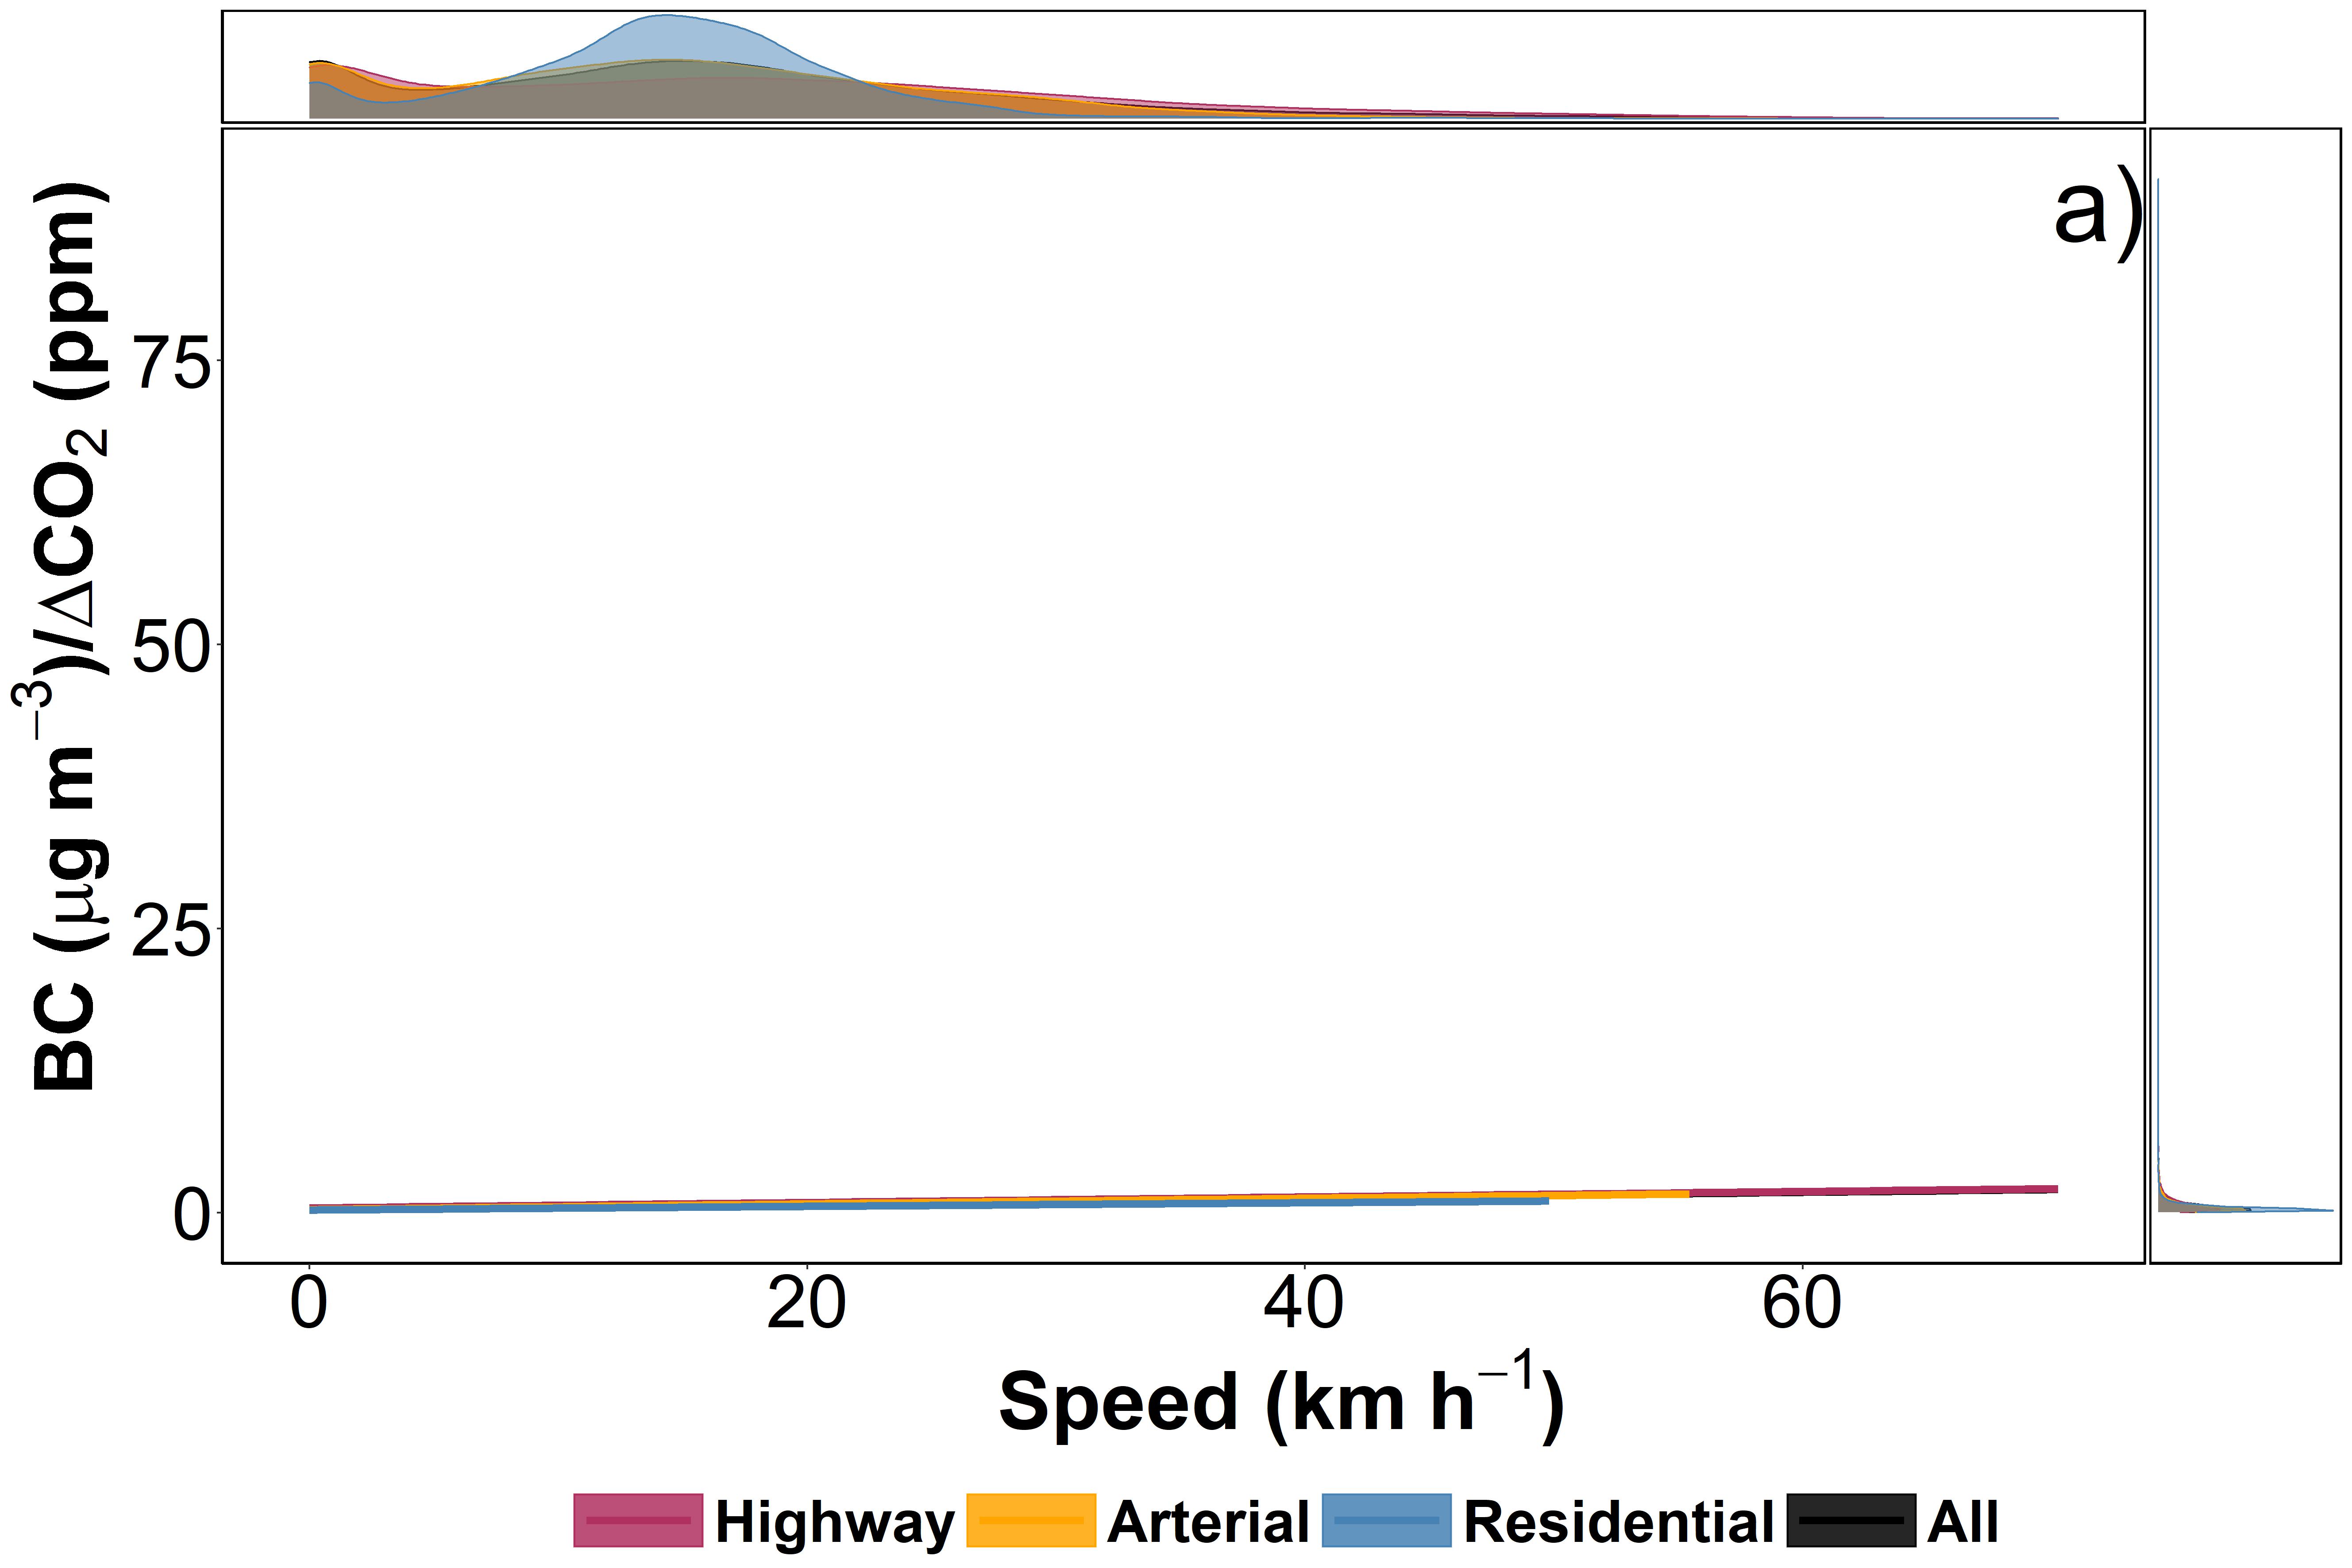 a)
BC (μg m⁻³)/ΔCO₂ (ppm)
75
50
25
0
0 20 40 60
Speed (km h⁻¹)
Highway Arterial Residential All